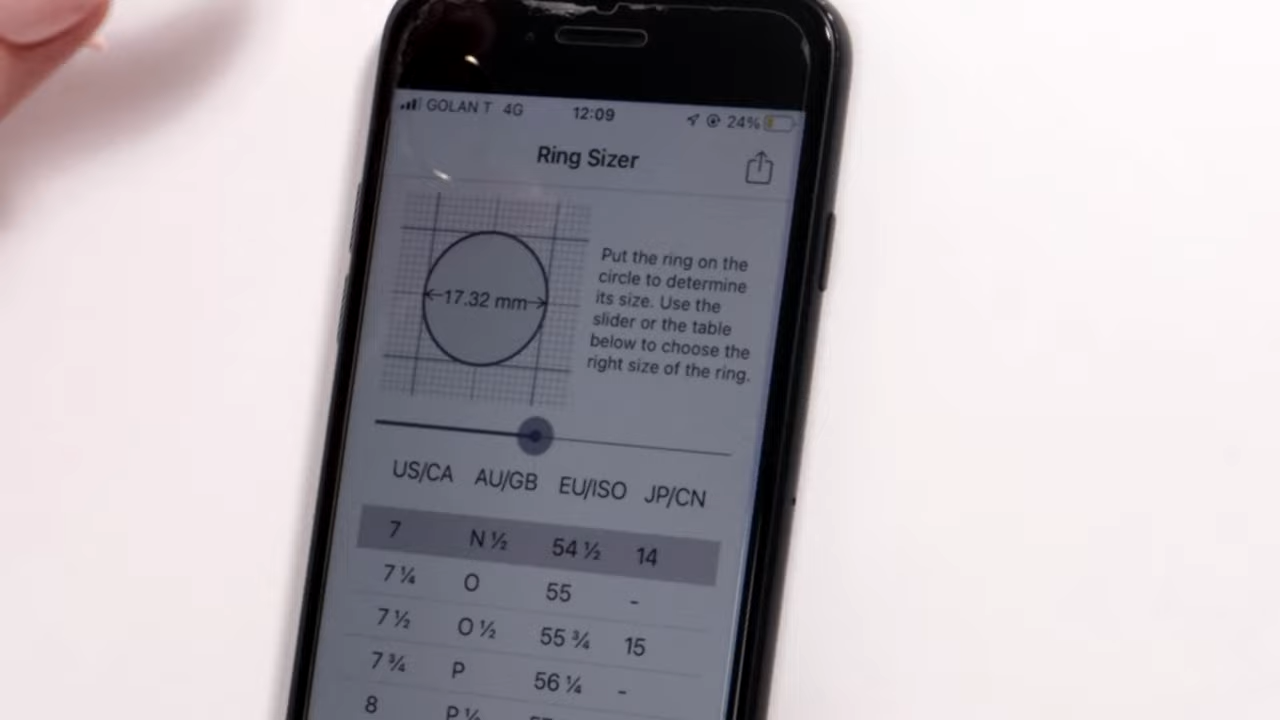 GOLAN T 4G 12:09 24%
Ring Sizer
17.32 mm
Put the ring on the
circle to determine
its size. Use the
slider or the table
below to choose the
right size of the ring.
US/CA AU/GB EU/ISO JP/CN
7 N ½ 54 ½ 14
7 ¼ O 55 -
7 ½ O ½ 55 ¾ 15
7 ¾ P 56 ¼ -
8 P ½